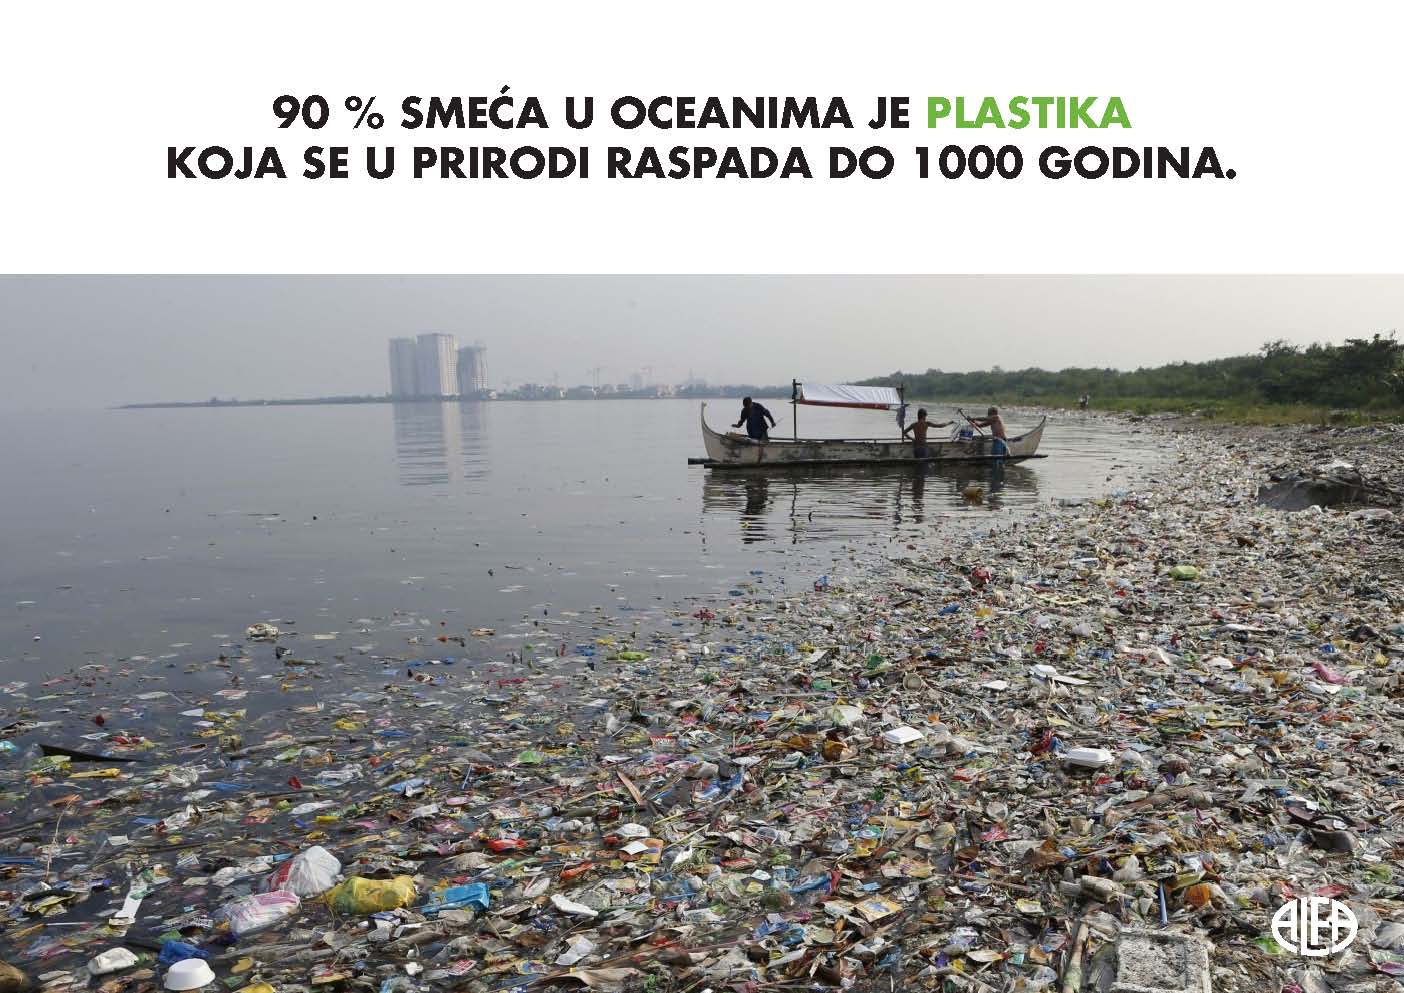 90 % SMEĆA U OCEANIMA JE PLASTIKA
KOJA SE U PRIRODI RASPADA DO 1000 GODINA.
ALFA